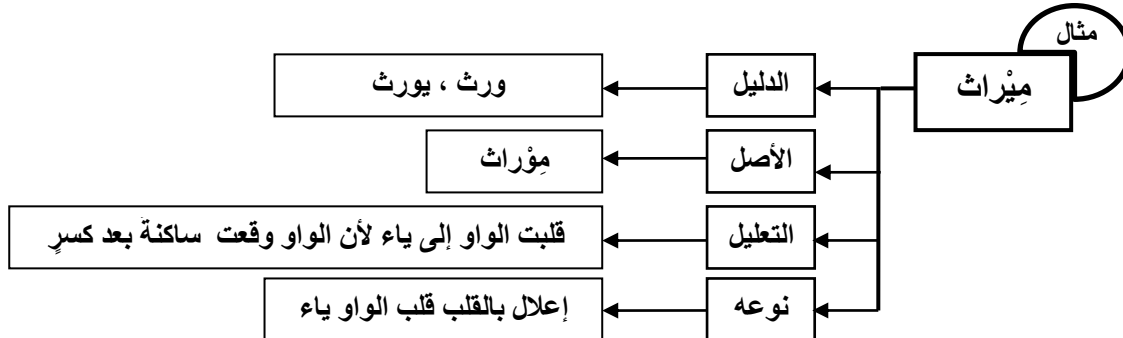 مثال
مِيْراث
الدليل
ورث ، يورث
الأصل
مِوْراث
التعليل
قلبت الواو إلى ياء لأن الواو وقعت ساكنةً بعد كسرٍ
نوعه
إعلال بالقلب قلب الواو ياء